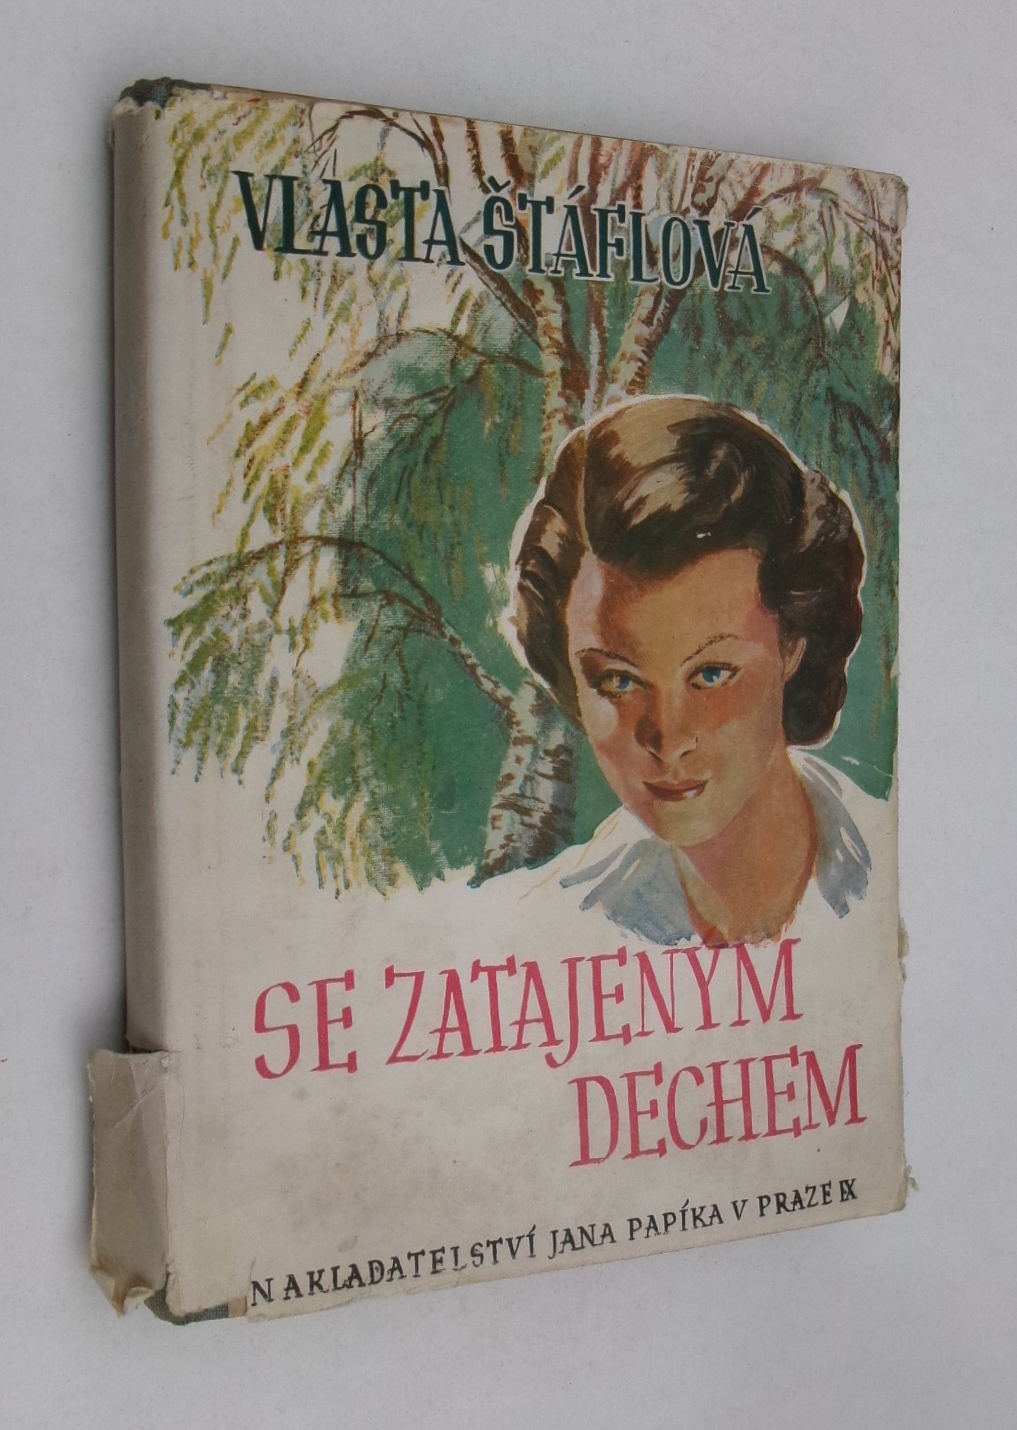 VLASTA ŠTÁFLOVÁ
SE ZATAJENÝM
DECHEM
NAKLADATELSTVÍ JANA PAPÍKA V PRAZE IX